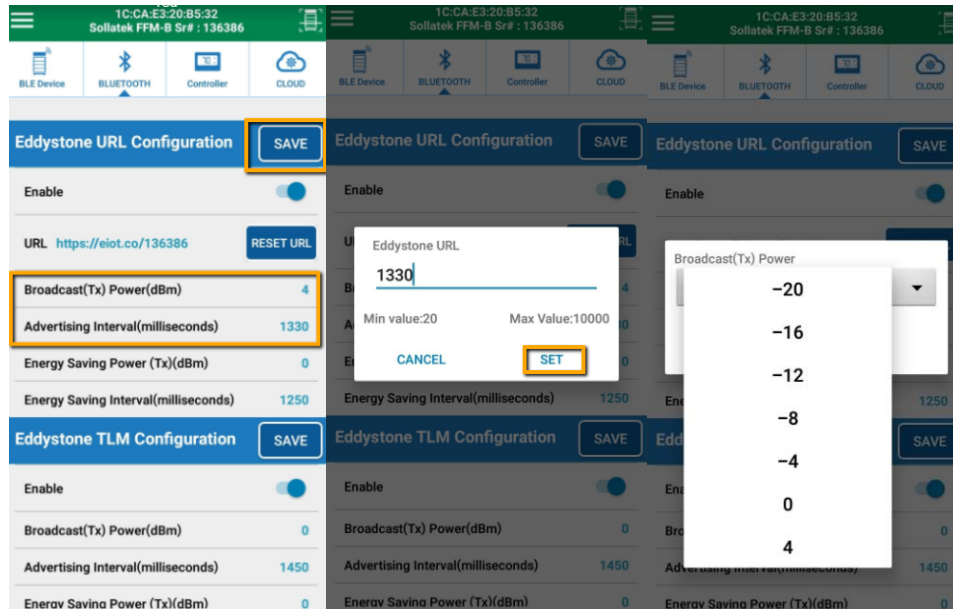 1C:CA:E3:20:B5:32
Sollatek FFM-B Sr# : 136386
BLE Device BLUETOOTH Controller CLOUD
Eddystone URL Configuration SAVE
Enable
URL https://eiot.co/136386 RESET URL
Broadcast(Tx) Power(dBm) 4
Advertising Interval(milliseconds) 1330
Energy Saving Power (Tx)(dBm) 0
Energy Saving Interval(milliseconds) 1250
Eddystone TLM Configuration SAVE
Enable
Broadcast(Tx) Power(dBm) 0
Advertising Interval(milliseconds) 1450
Energy Saving Power (Tx)(dBm) 0
1C:CA:E3:20:B5:32
Sollatek FFM-B Sr# : 136386
BLE Device BLUETOOTH Controller CLOUD
Eddystone URL Configuration SAVE
Enable
Eddystone URL
1330
Min value:20 Max Value:10000
CANCEL SET
Energy Saving Interval(milliseconds) 1250
Eddystone TLM Configuration SAVE
Enable
Broadcast(Tx) Power(dBm) 0
Advertising Interval(milliseconds) 1450
Energy Saving Power (Tx)(dBm) 0
1C:CA:E3:20:B5:32
Sollatek FFM-B Sr# : 136386
BLE Device BLUETOOTH Controller CLOUD
Eddystone URL Configuration SAVE
Enable
Broadcast(Tx) Power
−20
−16
−12
−8
−4
0
4
1250
SAVE
0
1450
Energy Saving Power (Tx)(dBm) 0